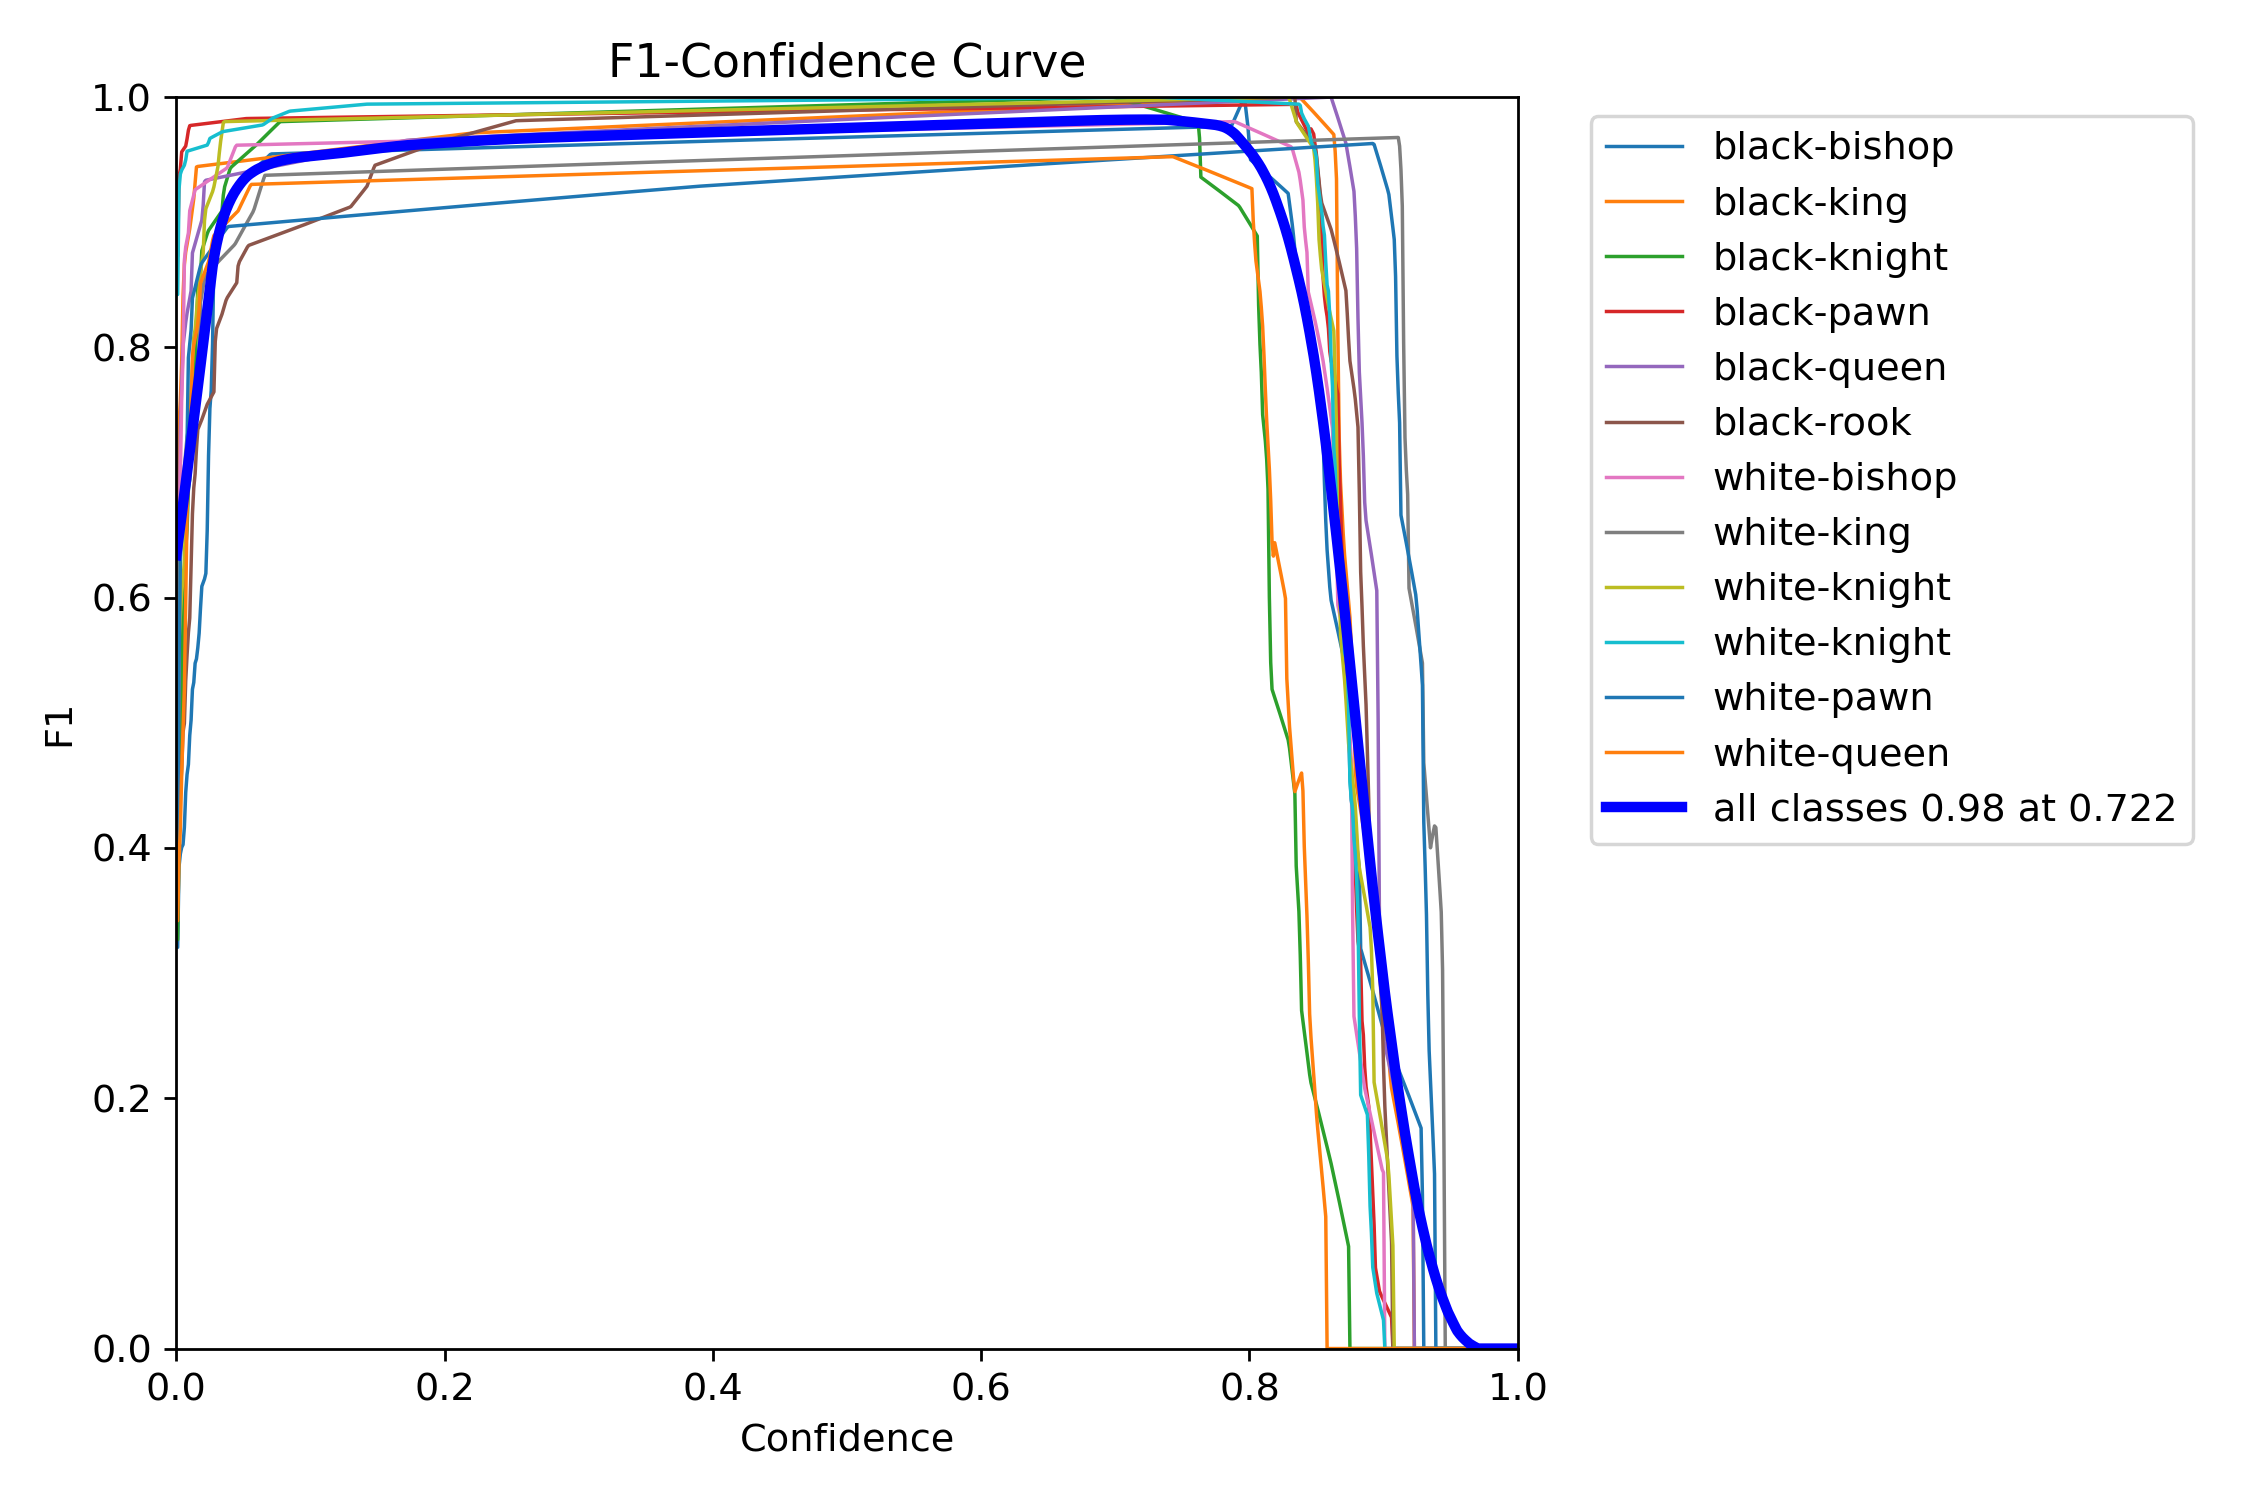 F1-Confidence Curve
1.0
0.8
0.6
0.4
0.2
0.0
F1
0.0 0.2 0.4 0.6 0.8 1.0
Confidence
black-bishop
black-king
black-knight
black-pawn
black-queen
black-rook
white-bishop
white-king
white-knight
white-knight
white-pawn
white-queen
all classes 0.98 at 0.722